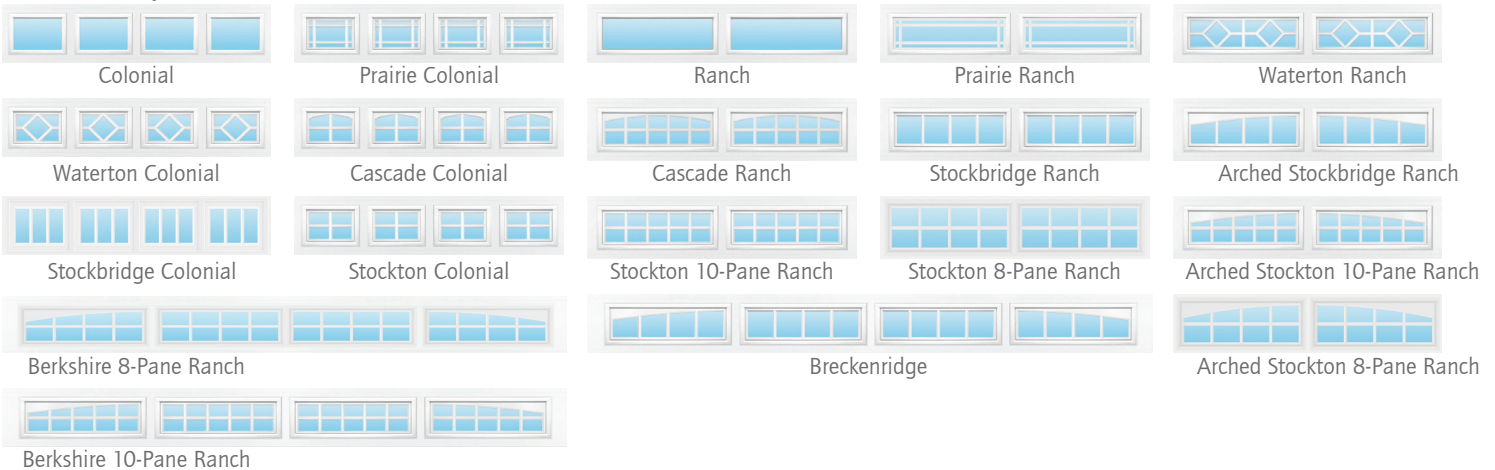 Colonial
Prairie Colonial
Ranch
Prairie Ranch
Waterton Ranch
Waterton Colonial
Cascade Colonial
Cascade Ranch
Stockbridge Ranch
Arched Stockbridge Ranch
Stockbridge Colonial
Stockton Colonial
Stockton 10-Pane Ranch
Stockton 8-Pane Ranch
Arched Stockton 10-Pane Ranch
Berkshire 8-Pane Ranch
Breckenridge
Arched Stockton 8-Pane Ranch
Berkshire 10-Pane Ranch